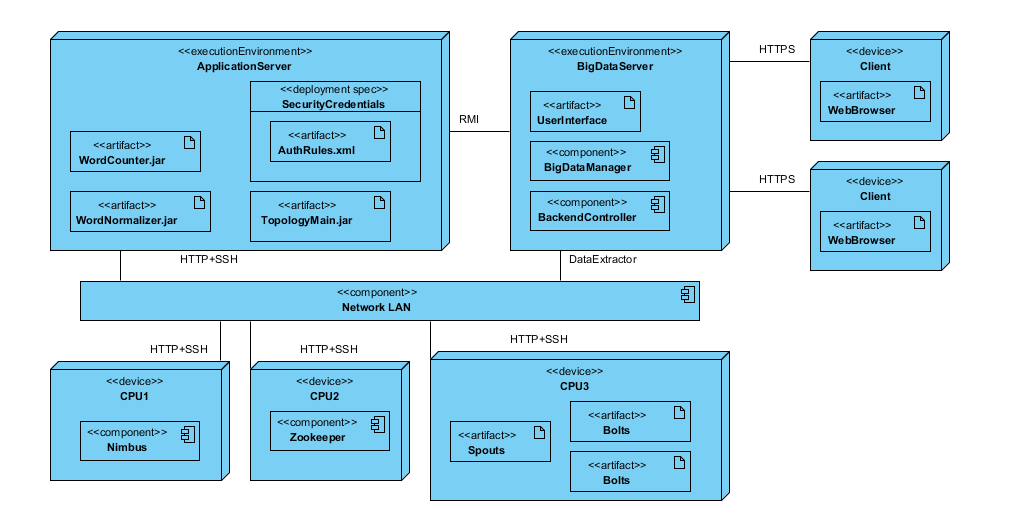 <<executionEnvironment>>
ApplicationServer
<<deployment spec>>
SecurityCredentials
<<artifact>>
AuthRules.xml
<<artifact>>
WordCounter.jar
<<artifact>>
WordNormalizer.jar
<<artifact>>
TopologyMain.jar
RMI
<<executionEnvironment>>
BigDataServer
<<artifact>>
UserInterface
<<component>>
BigDataManager
<<component>>
BackendController
HTTPS
<<device>>
Client
<<artifact>>
WebBrowser
HTTPS
<<device>>
Client
<<artifact>>
WebBrowser
HTTP+SSH
DataExtractor
<<component>>
Network LAN
HTTP+SSH
HTTP+SSH
HTTP+SSH
<<device>>
CPU1
<<component>>
Nimbus
<<device>>
CPU2
<<component>>
Zookeeper
<<device>>
CPU3
<<artifact>>
Spouts
<<artifact>>
Bolts
<<artifact>>
Bolts